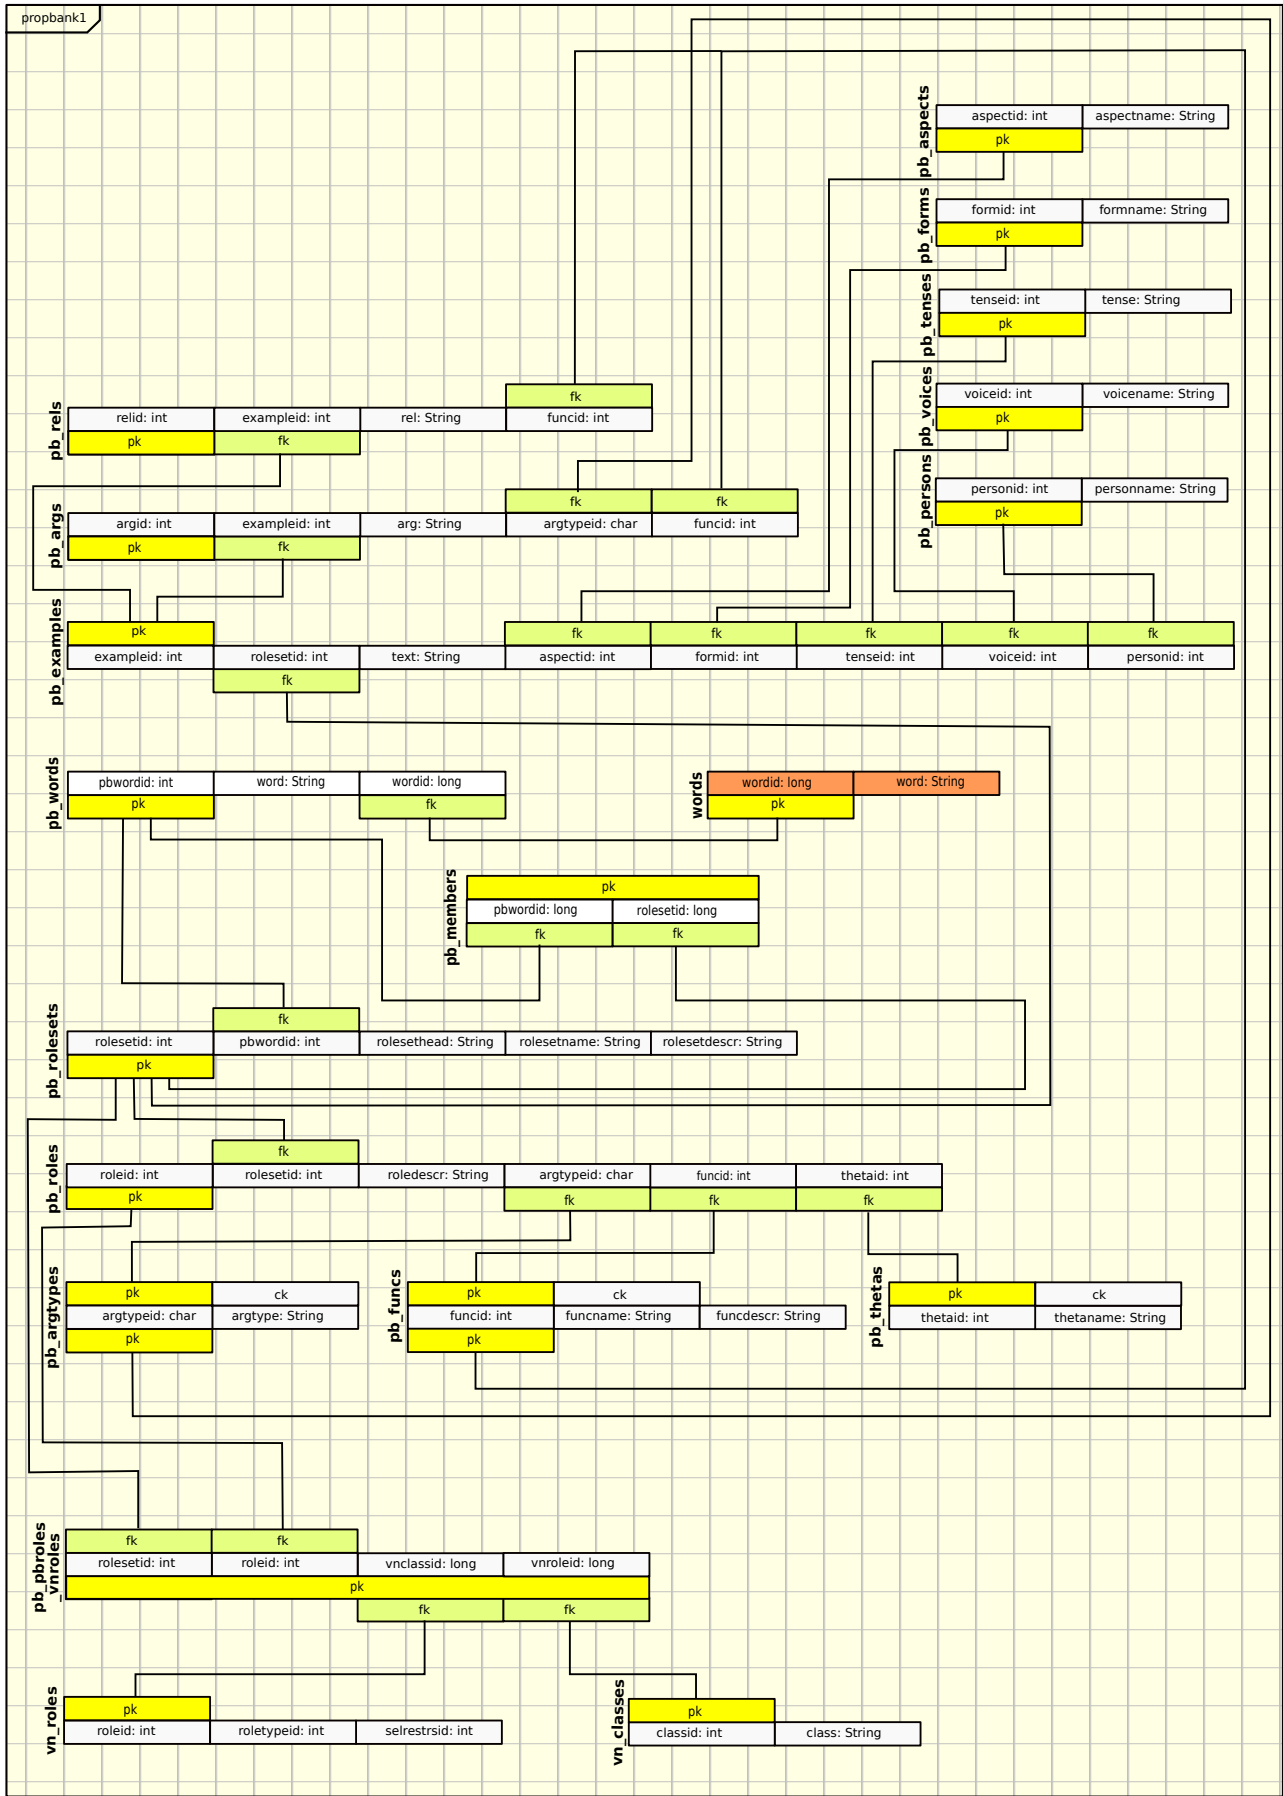 propbank1
pb_aspects
aspectid: int aspectname: String
pk
pb_forms
formid: int formname: String
pk
pb_tenses
tenseid: int tense: String
pk
pb_voices
voiceid: int voicename: String
pk
pb_persons
personid: int personname: String
pk
pb_rels
fk
relid: int exampleid: int rel: String funcid: int
pk fk
pb_args
fk fk
argid: int exampleid: int arg: String argtypeid: char funcid: int
pk fk
pb_examples
pk fk fk fk fk fk
exampleid: int rolesetid: int text: String aspectid: int formid: int tenseid: int voiceid: int personid: int
fk
pb_words
pbwordid: int word: String wordid: long
pk fk
words
wordid: long word: String
pk
pb_members
pk
pbwordid: long rolesetid: long
fk fk
pb_rolesets
fk
rolesetid: int pbwordid: int rolesethead: String rolesetname: String rolesetdescr: String
pk
pb_roles
fk
roleid: int rolesetid: int roledescr: String argtypeid: char funcid: int thetaid: int
pk fk fk fk
pb_argtypes
pk ck
argtypeid: char argtype: String
pk
pb_funcs
pk ck
funcid: int funcname: String funcdescr: String
pk
pb_thetas
pk ck
thetaid: int thetaname: String
pb_pbroles
_vnroles
fk fk
rolesetid: int roleid: int vnclassid: long vnroleid: long
pk
fk fk
vn_roles
pk
roleid: int roletypeid: int selrestrsid: int
vn_classes
pk
classid: int class: String